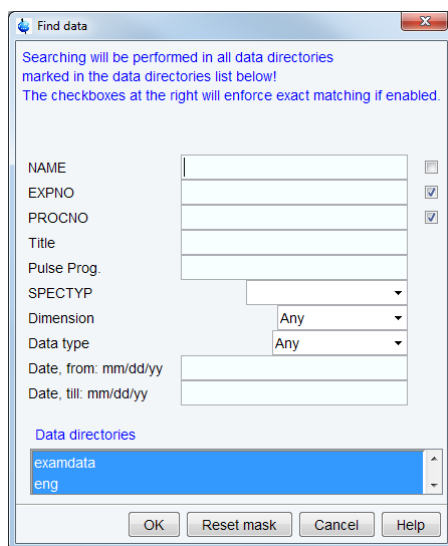 Find data
Searching will be performed in all data directories
marked in the data directories list below!
The checkboxes at the right will enforce exact matching if enabled.
NAME
EXPNO
PROCNO
Title
Pulse Prog.
SPECTYP
Dimension Any
Data type Any
Date, from: mm/dd/yy
Date, till: mm/dd/yy
Data directories
examdata
eng
OK Reset mask Cancel Help